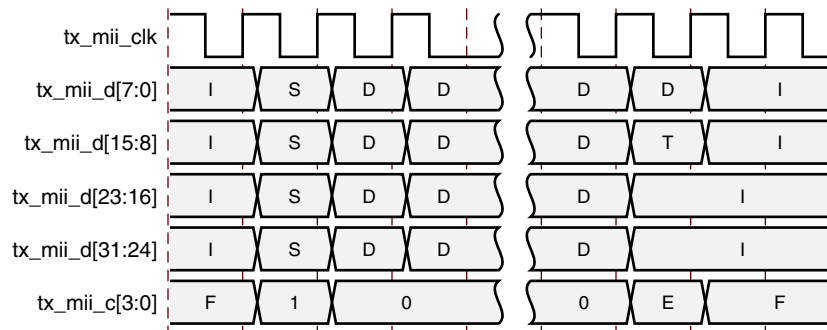 tx_mii_clk
tx_mii_d[7:0] I S D D D D I
tx_mii_d[15:8] I S D D D T I
tx_mii_d[23:16] I S D D D I
tx_mii_d[31:24] I S D D D I
tx_mii_c[3:0] F 1 0 0 E F